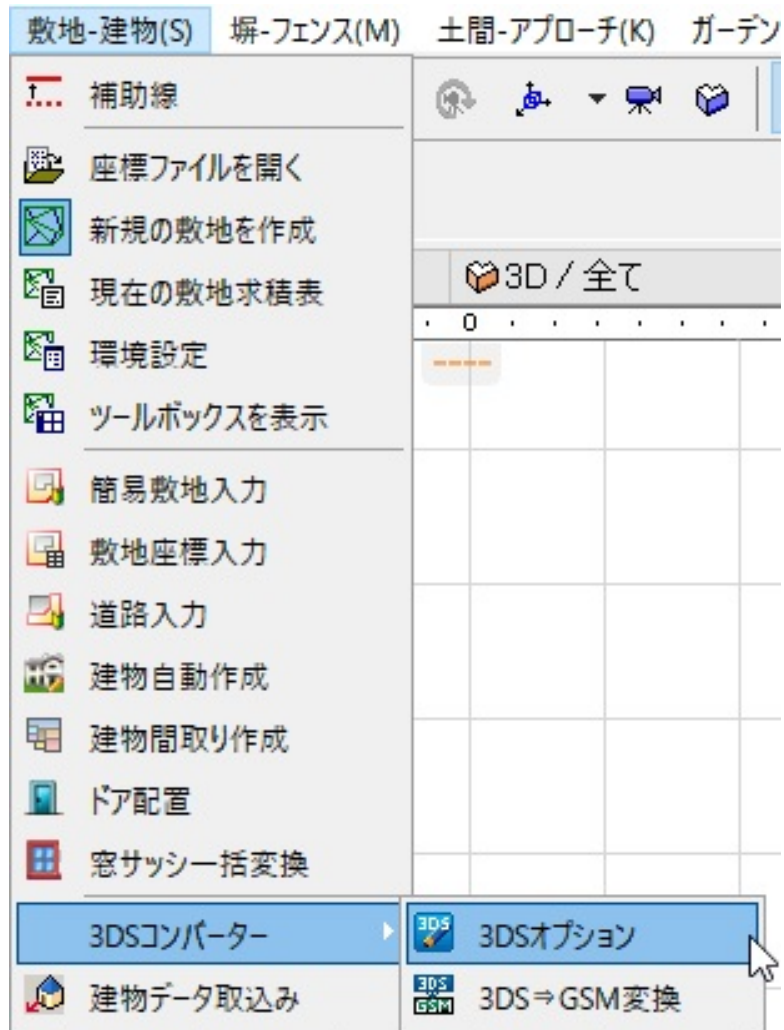 敷地-建物(S) 塀-フェンス(M) 土間-アプローチ(K) ガーデン
補助線
座標ファイルを開く
新規の敷地を作成
現在の敷地求積表
環境設定
ツールボックスを表示
簡易敷地入力
敷地座標入力
道路入力
建物自動作成
建物間取り作成
ドア配置
窓サッシ一括変換
3DSコンバーター
建物データ取込み
3DS 3DSオプション
3DS GSM 3DS⇒GSM変換
3D / 全て
0
----